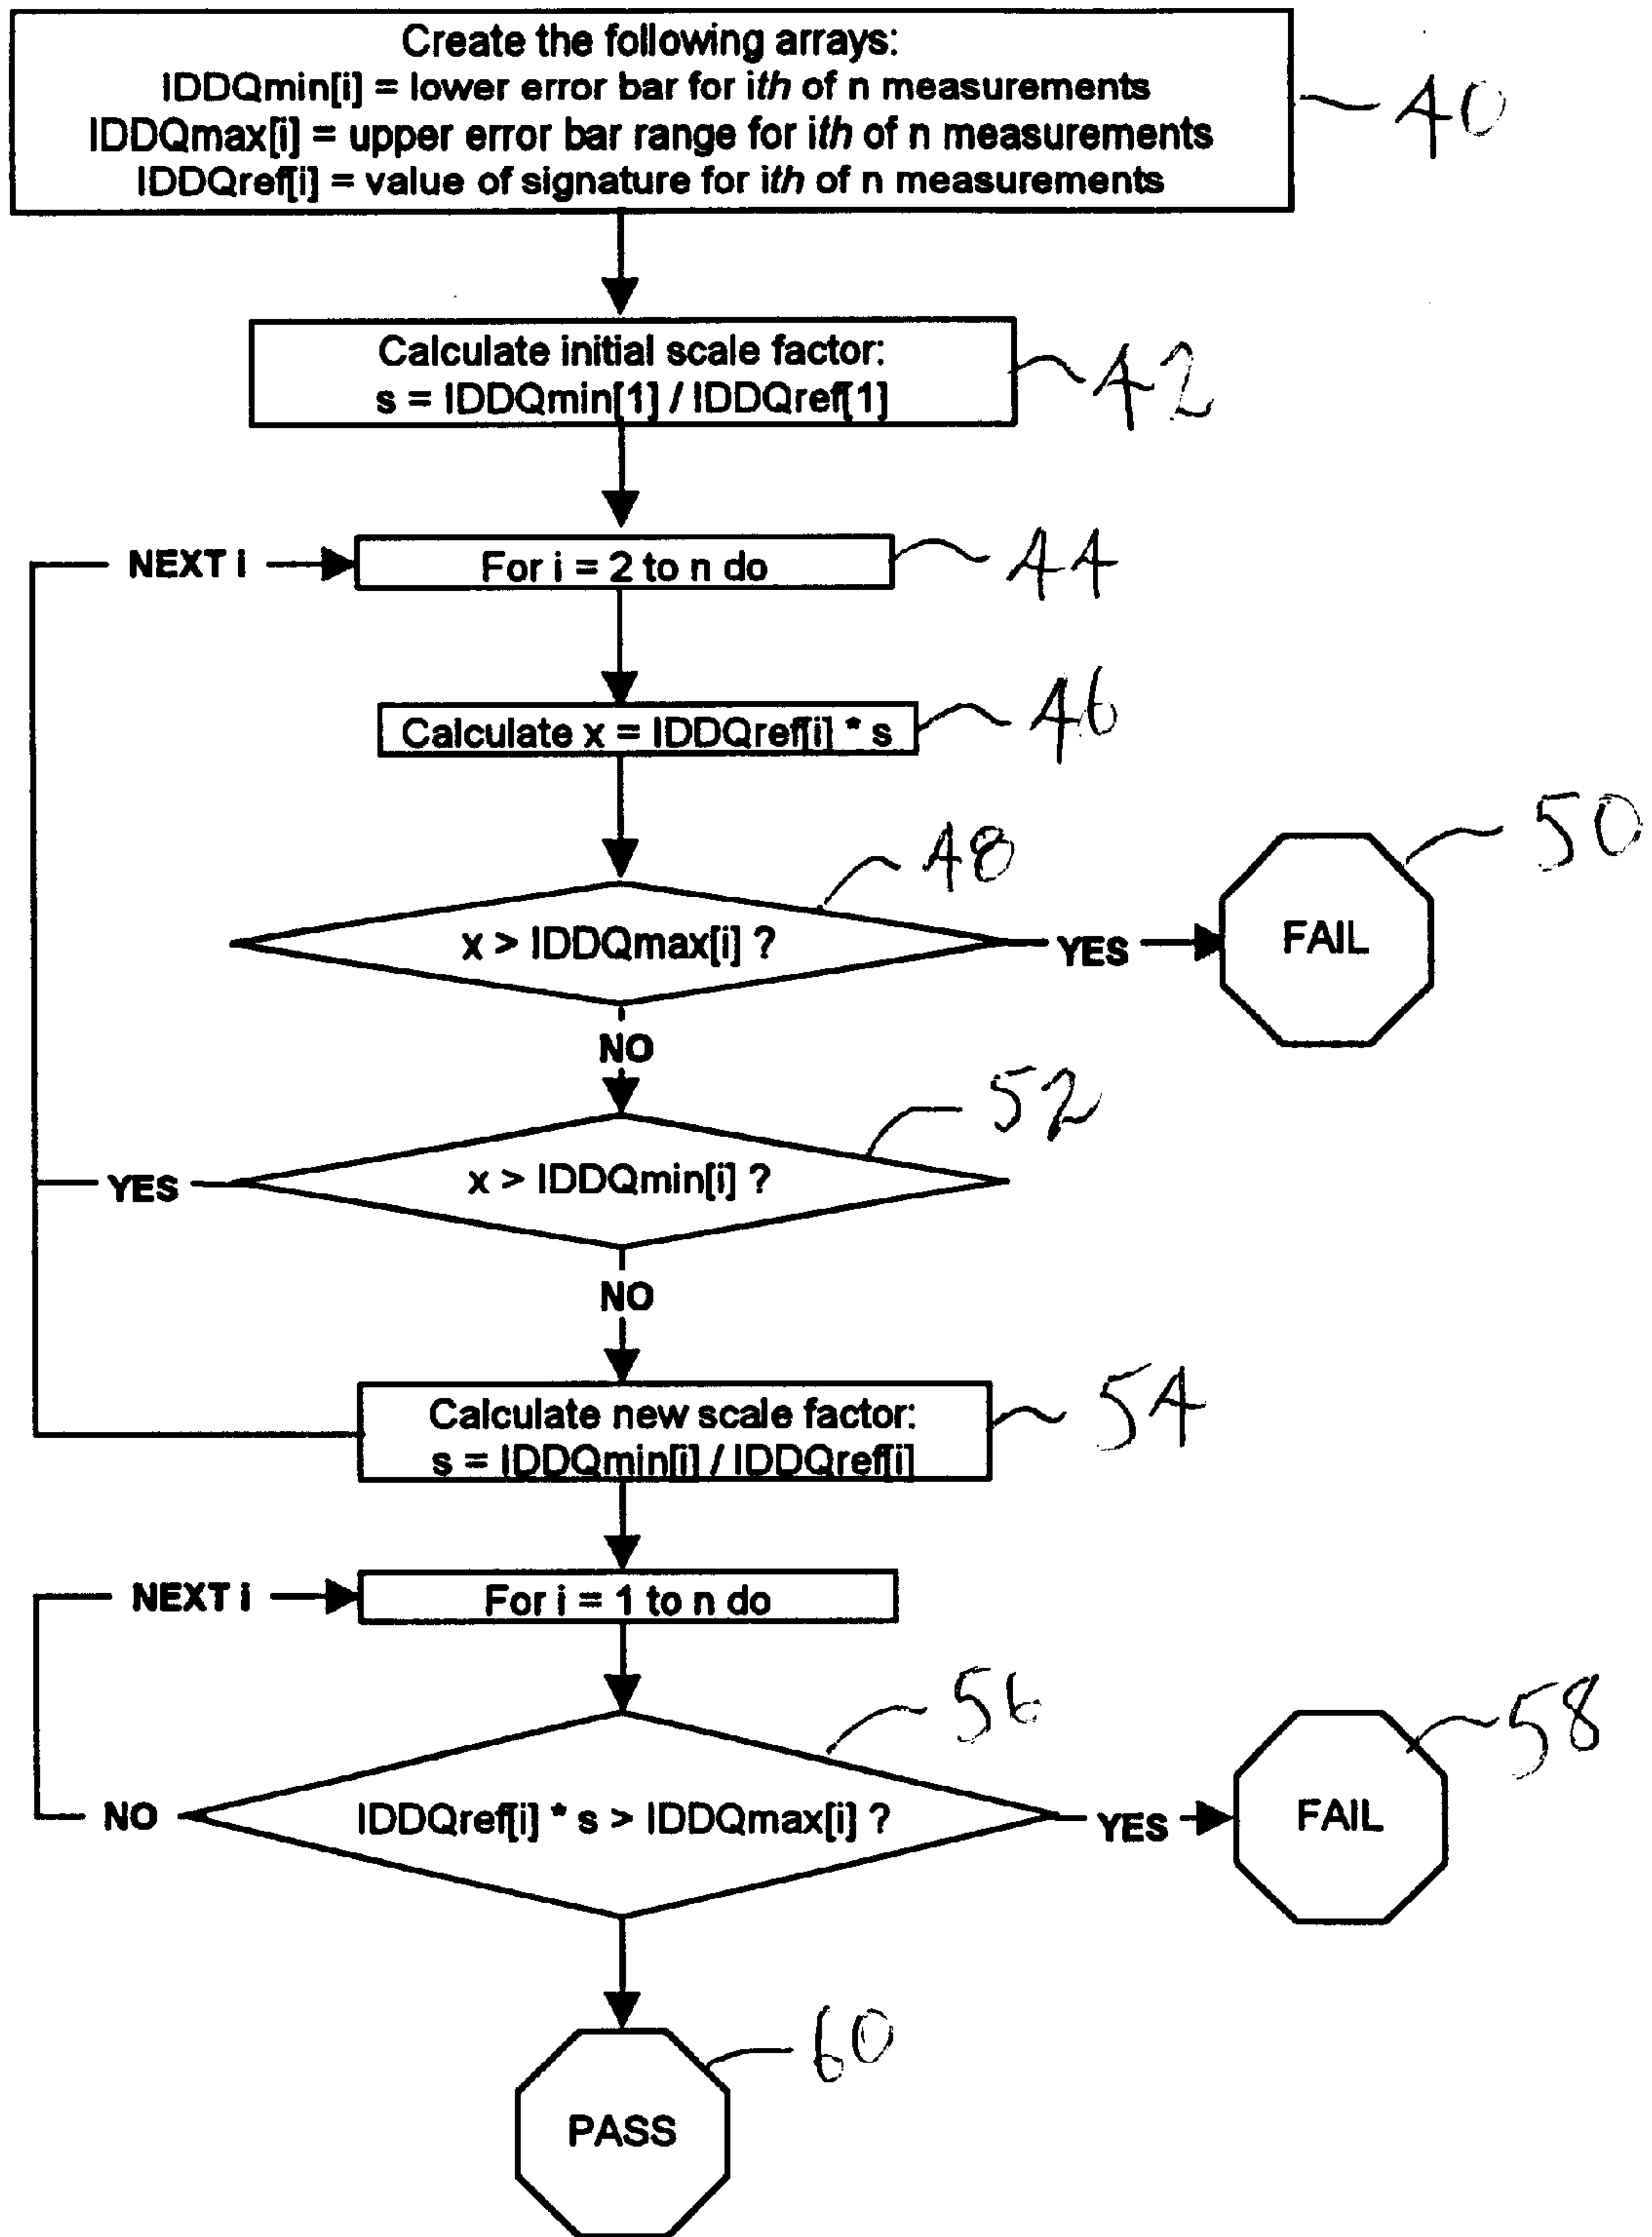 Create the following arrays:
IDDQmin[i] = lower error bar for ith of n measurements
IDDQmax[i] = upper error bar range for ith of n measurements
IDDQref[i] = value of signature for ith of n measurements
40
Calculate initial scale factor:
s = IDDQmin[1] / IDDQref[1]
42
NEXT i
For i = 2 to n do
44
Calculate x = IDDQref[i] * s
46
48
50
x > IDDQmax[i] ?
YES
FAIL
NO
52
YES
x > IDDQmin[i] ?
NO
Calculate new scale factor:
s = IDDQmin[i] / IDDQref[i]
54
NEXT i
For i = 1 to n do
56
58
NO
IDDQref[i] * s > IDDQmax[i] ?
YES
FAIL
60
PASS